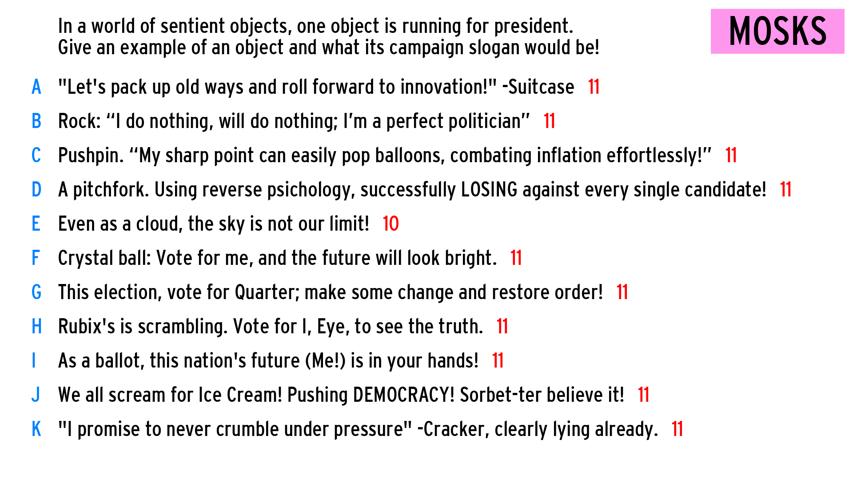 In a world of sentient objects, one object is running for president.
Give an example of an object and what its campaign slogan would be!
MOSKS
A "Let's pack up old ways and roll forward to innovation!" -Suitcase 11
B Rock: “I do nothing, will do nothing; I’m a perfect politician” 11
C Pushpin. “My sharp point can easily pop balloons, combating inflation effortlessly!” 11
D A pitchfork. Using reverse psichology, successfully LOSING against every single candidate! 11
E Even as a cloud, the sky is not our limit! 10
F Crystal ball: Vote for me, and the future will look bright. 11
G This election, vote for Quarter; make some change and restore order! 11
H Rubix's is scrambling. Vote for I, Eye, to see the truth. 11
I As a ballot, this nation's future (Me!) is in your hands! 11
J We all scream for Ice Cream! Pushing DEMOCRACY! Sorbet-ter believe it! 11
K "I promise to never crumble under pressure" -Cracker, clearly lying already. 11